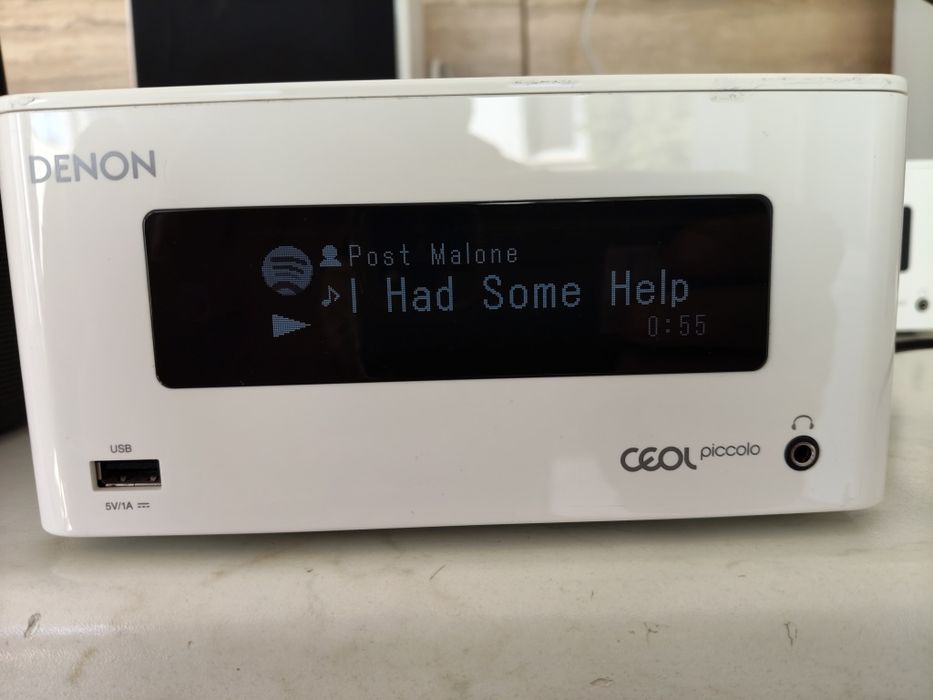 DENON
Post Malone
I Had Some Help
0:55
USB
5V/1A
CEOL piccolo